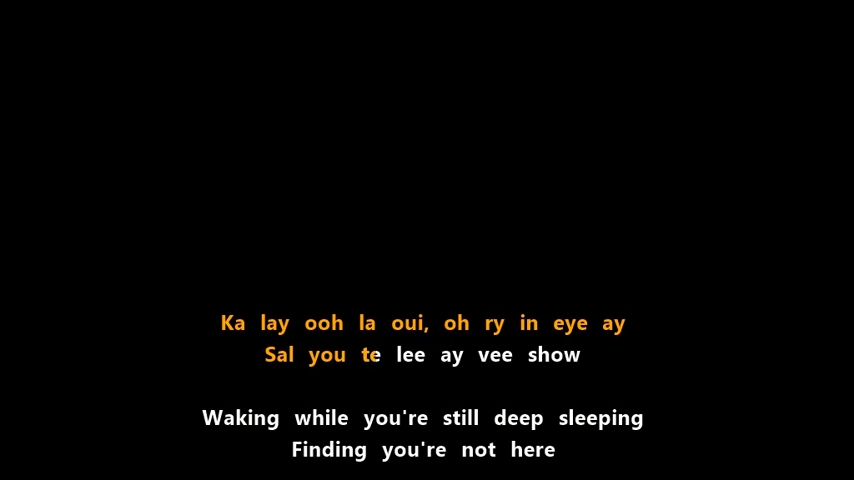 Ka lay ooh la oui, oh ry in eye ay
Sal you te lee ay vee show
Waking while you're still deep sleeping
Finding you're not here